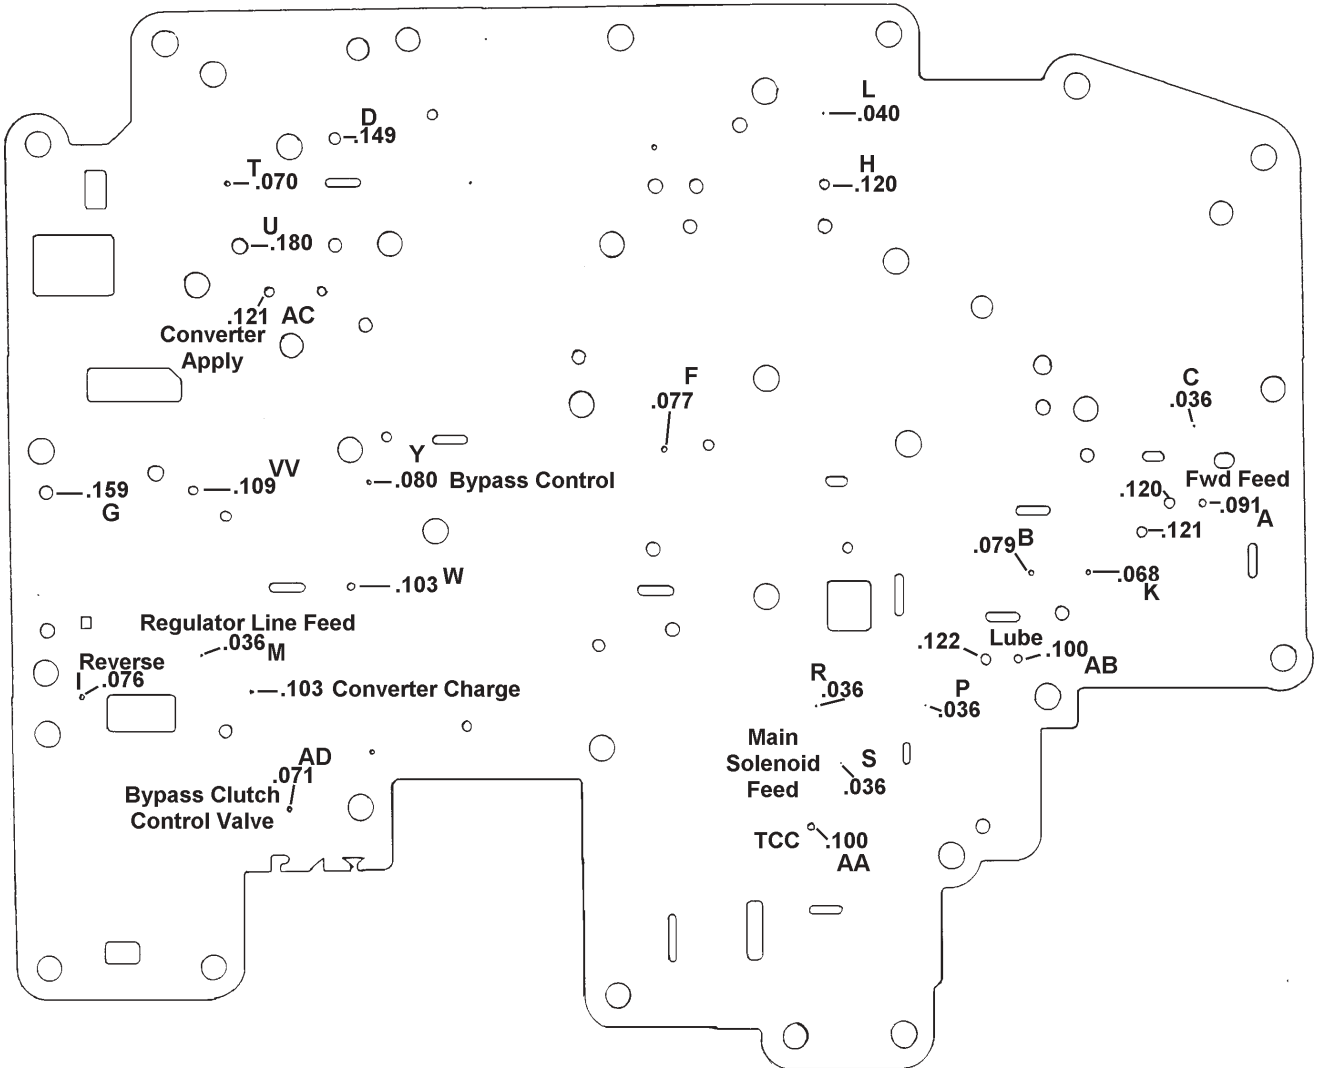 L
.040
D
.149
T
.070
H
.120
U
.180
.121 AC
Converter
Apply
F
.077
C
.036
Y
.080 Bypass Control
VV
.109
.159
G
Fwd Feed
.120
.091
A
.121
.079 B
.068
K
.103 W
Regulator Line Feed
.036 M
Reverse
I .076
.103 Converter Charge
.122
Lube
.100
AB
R
.036
P
.036
Main
Solenoid
Feed
S
.036
AD
.071
Bypass Clutch
Control Valve
TCC
.100
AA